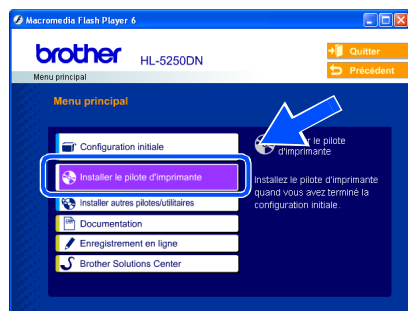 Macromedia Flash Player 6
brother
HL-5250DN
Quitter
Précédent
Menu principal
Menu principal
Configuration initiale
Installer le pilote d'imprimante
Installer autres pilotes/utilitaires
Documentation
Enregistrement en ligne
Brother Solutions Center
le pilote
d'imprimante
Installez le pilote d'imprimante
quand vous avez terminé la
configuration initiale.